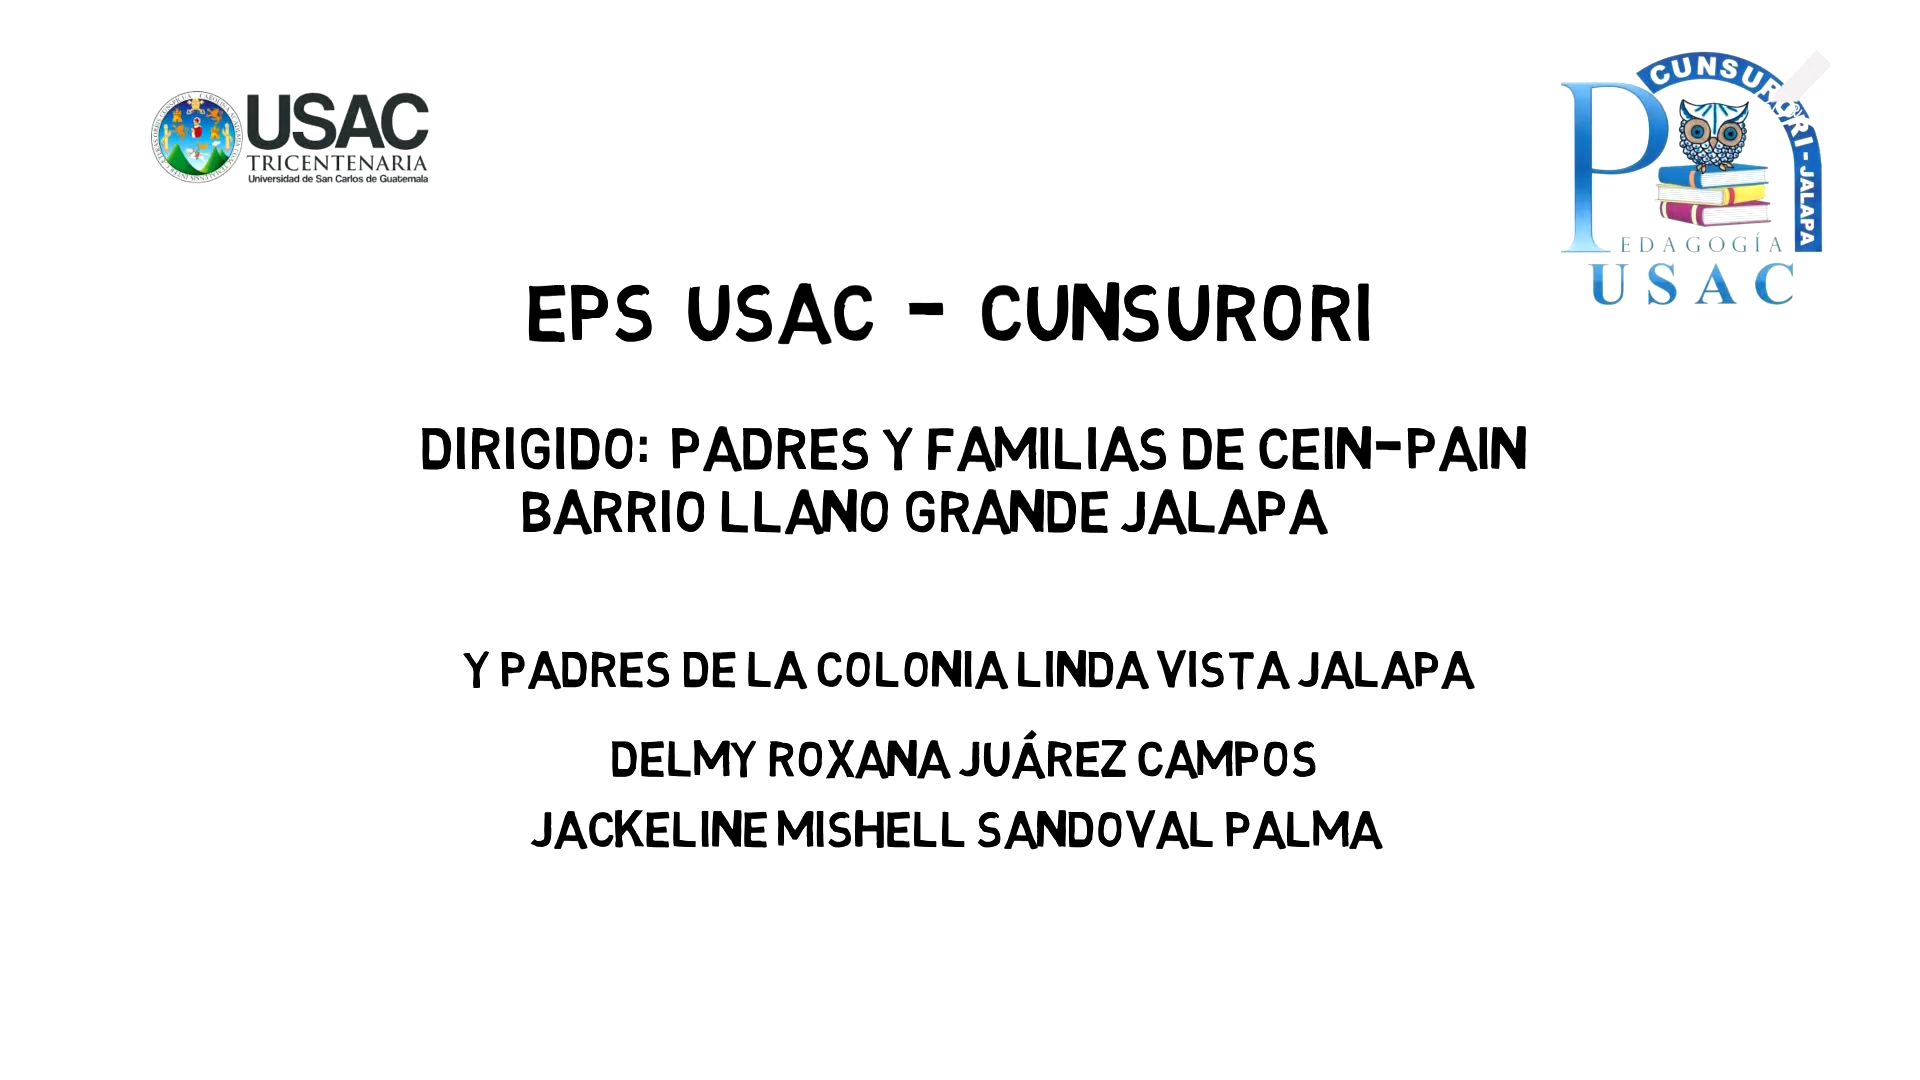 USAC
TRICENTENARIA
Universidad de San Carlos de Guatemala
CUNSURORI - JALAPA
PEDAGOGÍA
USAC
EPS USAC - CUNSURORI
DIRIGIDO: PADRES Y FAMILIAS DE CEIN-PAIN
BARRIO LLANO GRANDE JALAPA
Y PADRES DE LA COLONIA LINDA VISTA JALAPA
DELMY ROXANA JUÁREZ CAMPOS
JACKELINE MISHELL SANDOVAL PALMA